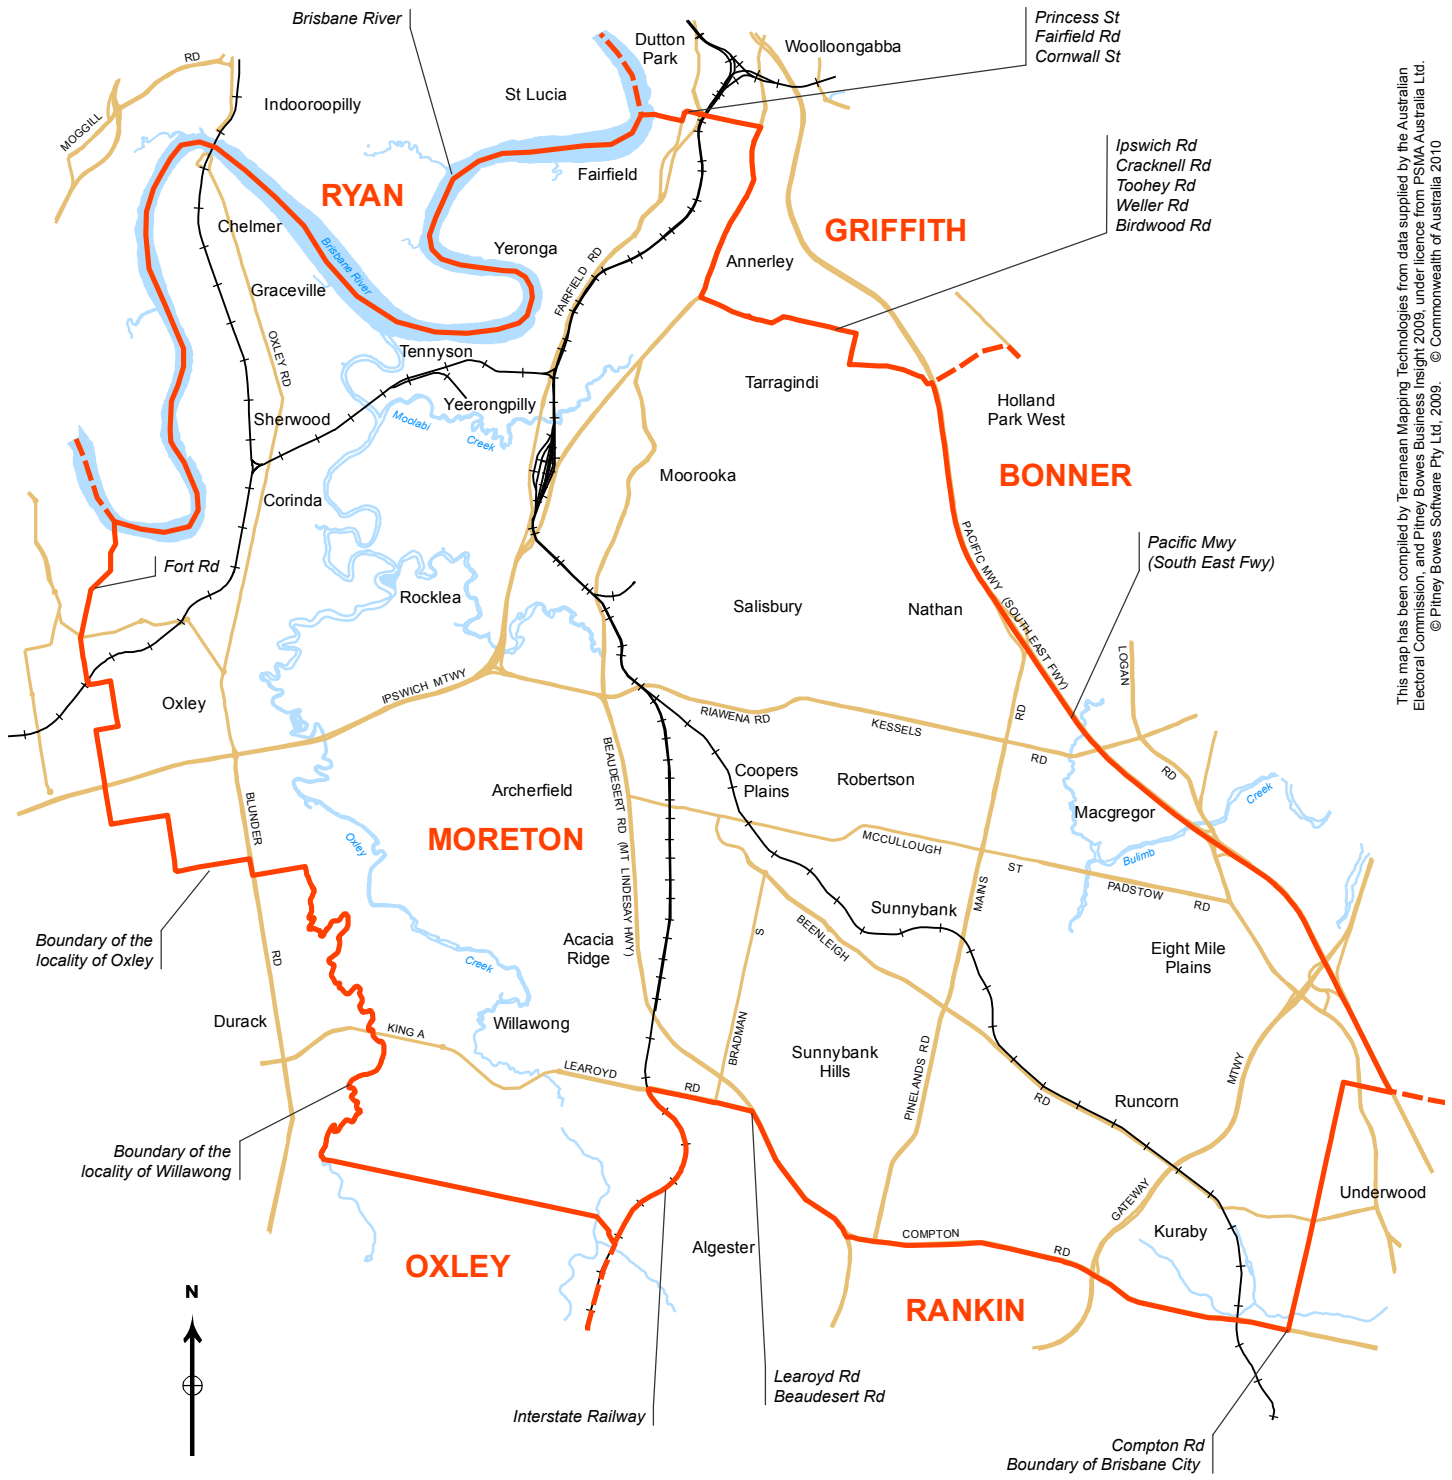 Brisbane River
Dutton
Park
Woolloongabba
Princess St
Fairfield Rd
Cornwall St
RD
Indooroopilly
St Lucia
MOGGILL
Ipswich Rd
Cracknell Rd
Toohey Rd
Weller Rd
Birdwood Rd
Fairfield
RYAN
Chelmer
GRIFFITH
Yeronga
Annerley
Brisbane River
FAIRFIELD RD
Graceville
OXLEY RD
Tennyson
Tarragindi
Yeerongpilly
Holland
Park West
Sherwood
Moolabi
Creek
Moorooka
BONNER
Corinda
PACIFIC MWY (SOUTH EAST FWY)
Pacific Mwy
(South East Fwy)
Fort Rd
Rocklea
Salisbury
Nathan
LOGAN
RD
IPSWICH MTWY
Oxley
RIAWENA RD
KESSELS
RD
RD
BEAUDESERT RD (MT LINDESAY HWY)
Coopers
Plains
Robertson
Archerfield
BLUNDER
MORETON
Oxley
Macgregor
Creek
Bulimb
MCCULLOUGH
ST
PADSTOW
RD
MAINS
Sunnybank
BEENLEIGH
S
Boundary of the
locality of Oxley
RD
Acacia
Ridge
Creek
Eight Mile
Plains
Durack
KING A
Willawong
LEAROYD
RD
BRADMAN
Sunnybank
Hills
PINELANDS RD
RD
MTWY
Runcorn
Boundary of the
locality of Willawong
GATEWAY
Underwood
Kuraby
OXLEY
Algester
COMPTON
RD
RANKIN
N
Learoyd Rd
Beaudesert Rd
Interstate Railway
Compton Rd
Boundary of Brisbane City
This map has been compiled by Terranean Mapping Technologies from data supplied by the Australian
Electoral Commission, and Pitney Bowes Business Insight 2009, under licence from PSMA Australia Ltd.
© Pitney Bowes Software Pty Ltd, 2009. © Commonwealth of Australia 2010